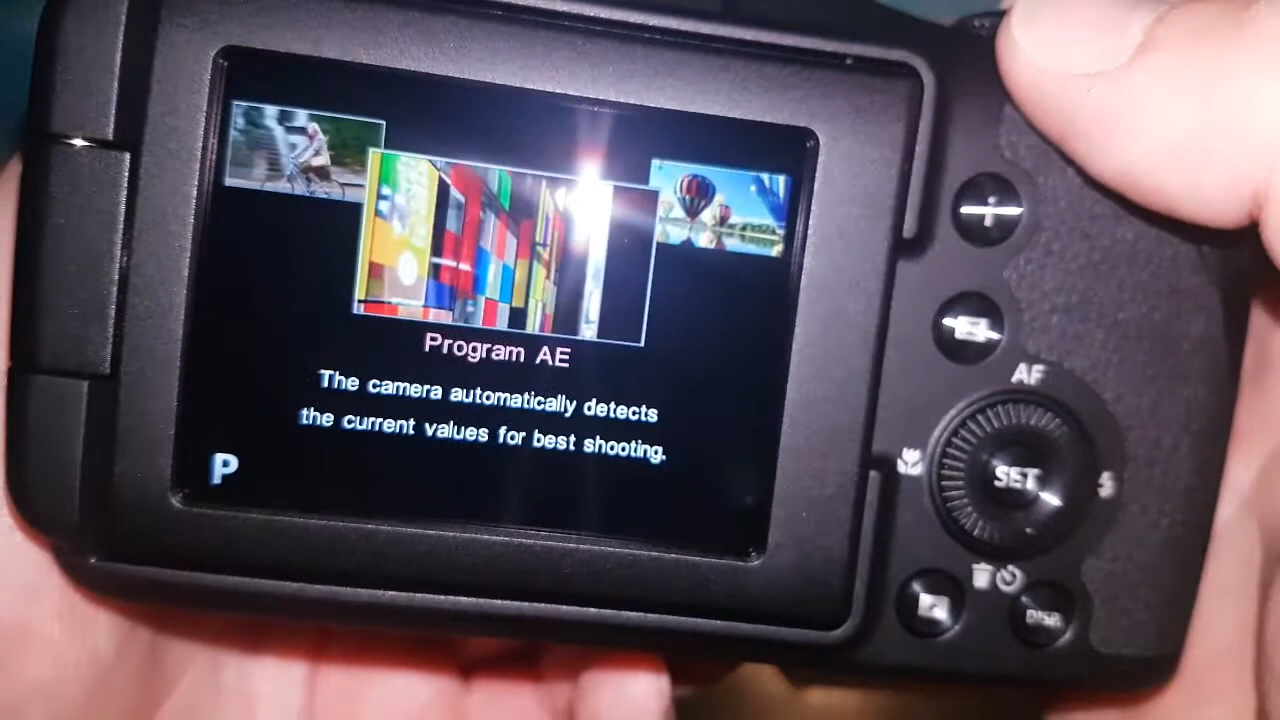 Program AE
The camera automatically detects
the current values for best shooting.
P
AF
SET
DISP